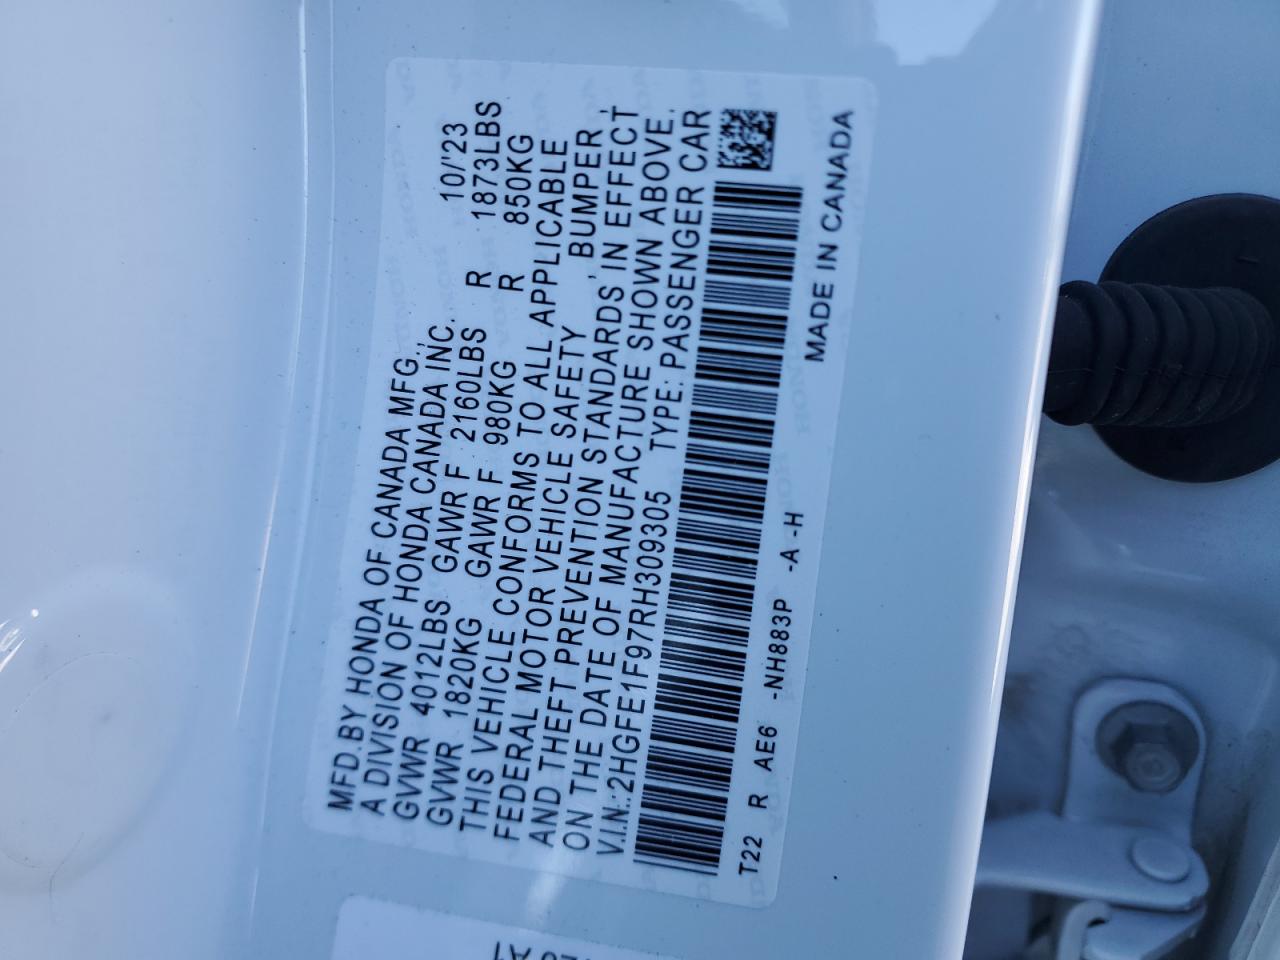 MFD.BY HONDA OF CANADA MFG.,
A DIVISION OF HONDA CANADA INC. 10/'23
GVWR 4012LBS GAWR F 2160LBS R 1873LBS
GVWR 1820KG GAWR F 980KG R 850KG
THIS VEHICLE CONFORMS TO ALL APPLICABLE
FEDERAL MOTOR VEHICLE SAFETY, BUMPER,
AND THEFT PREVENTION STANDARDS IN EFFECT
ON THE DATE OF MANUFACTURE SHOWN ABOVE.
V.I.N.:2HGFE1F97RH309305 TYPE: PASSENGER CAR
T22 R AE6 -NH883P -A -H
MADE IN CANADA